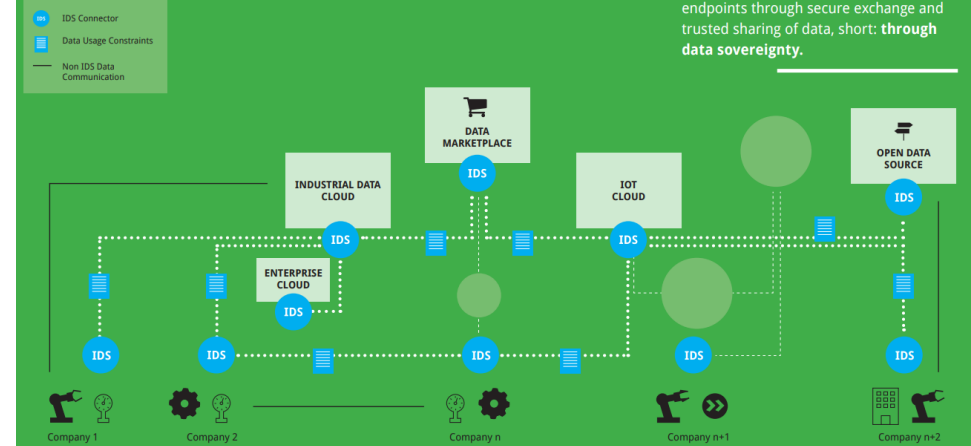 endpoints through secure exchange and
trusted sharing of data, short: through
data sovereignty.
IDS
IDS Connector
Data Usage Constraints
Non IDS Data
Communication
DATA
MARKETPLACE
IDS
OPEN DATA
SOURCE
IDS
INDUSTRIAL DATA
CLOUD
IDS
IOT
CLOUD
IDS
ENTERPRISE
CLOUD
IDS
IDS
IDS
IDS
IDS
IDS
Company 1
Company 2
Company n
Company n+1
Company n+2